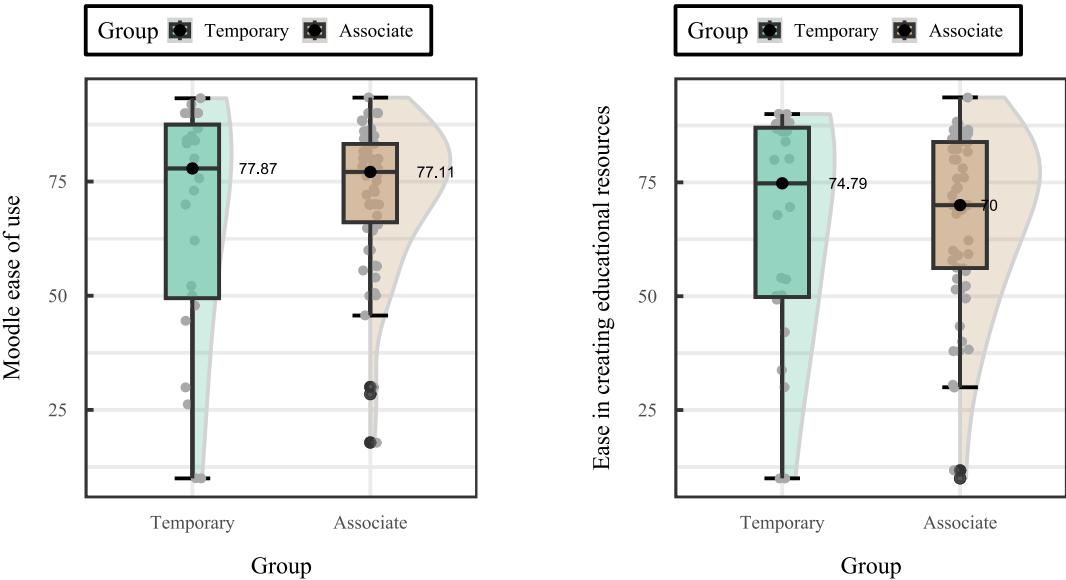 Group Temporary Associate
Moodle ease of use
75
50
25
77.87
77.11
Temporary Associate
Group
Group Temporary Associate
Ease in creating educational resources
75
50
25
74.79
70
Temporary Associate
Group